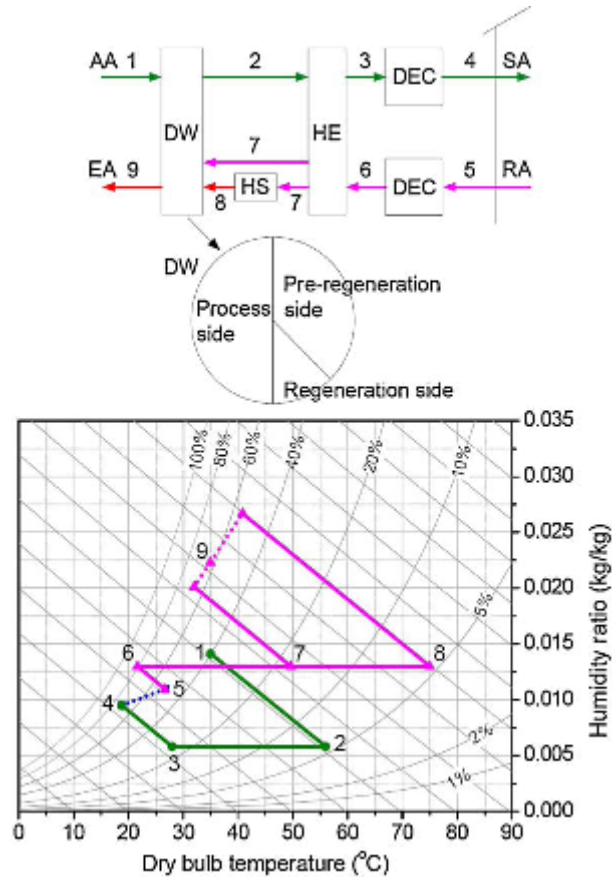 AA 1 2 3 4 SA
DEC
DW HE
7
EA 9 8 HS 7 6 DEC 5 RA
DW
Process side
Pre-regeneration side
Regeneration side
100% 80% 60% 40% 20% 10%
5%
2%
1%
0.035
0.030
0.025
0.020
0.015
0.010
0.005
0.000
Humidity ratio (kg/kg)
9
1
6 7 8
4 5
3 2
0 10 20 30 40 50 60 70 80 90
Dry bulb temperature (°C)